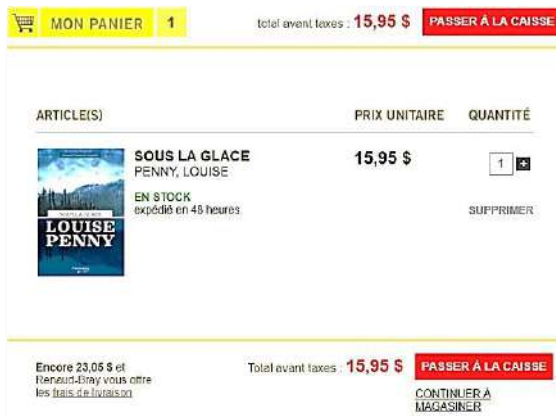 MON PANIER 1 total avant taxes : 15,95 $ PASSER À LA CAISSE
ARTICLE(S) PRIX UNITAIRE QUANTITÉ
SOUS LA GLACE 15,95 $ 1 +
PENNY, LOUISE
EN STOCK
expédié en 48 heures SUPPRIMER
LOUISE
PENNY
Encore 23,05 $ et Total avant taxes : 15,95 $ PASSER À LA CAISSE
Renaud-Bray vous offre
les frais de livraison
CONTINUER À
MAGASINER